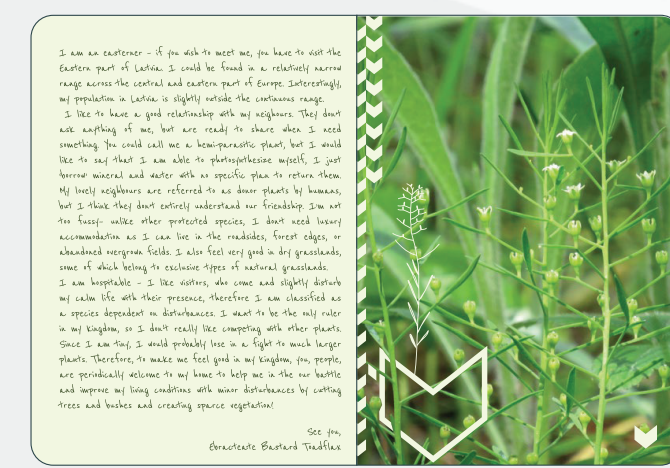 I am an easterner - if you wish to meet me, you have to visit the
Eastern part of Latvia. I could be found in a relatively narrow
range across the central and eastern part of Europe. Interestingly,
my population in Latvia is slightly outside the continuous range.
I like to have a good relationship with my neighours. They dont
ask anything of me, but are ready to share when I need
something. You could call me a hemi-parasitic plant, but I would
like to say that I am able to photosynthesize myself, I just
borrow mineral and water with no specific plan to return them.
My lovely neighbours are referred to as donor plants by humans,
but I think they don't entirely understand our friendship. I'm not
too fussy- unlike other protected species, I dont need luxury
accommodation as I can live in the roadsides, forest edges, or
abandoned overgrown fields. I also feel very good in dry grasslands,
some of which belong to exclusive types of natural grasslands.
I am hospitable - I like visitors, who come and slightly disturb
my calm life with their presence, therefore I am classified as
a species dependent on disturbances. I want to be the only ruler
in my kingdom, so I don't really like competing with other plants.
Since I am tiny, I would probably lose in a fight to much larger
plants. Therefore, to make me feel good in my kingdom, you, people,
are periodically welcome to my home to help me in the our battle
and improve my living conditions with minor disturbances by cutting
trees and bushes and creating sparce vegetation!
See you,
Ebracteate Bastard Toadflax